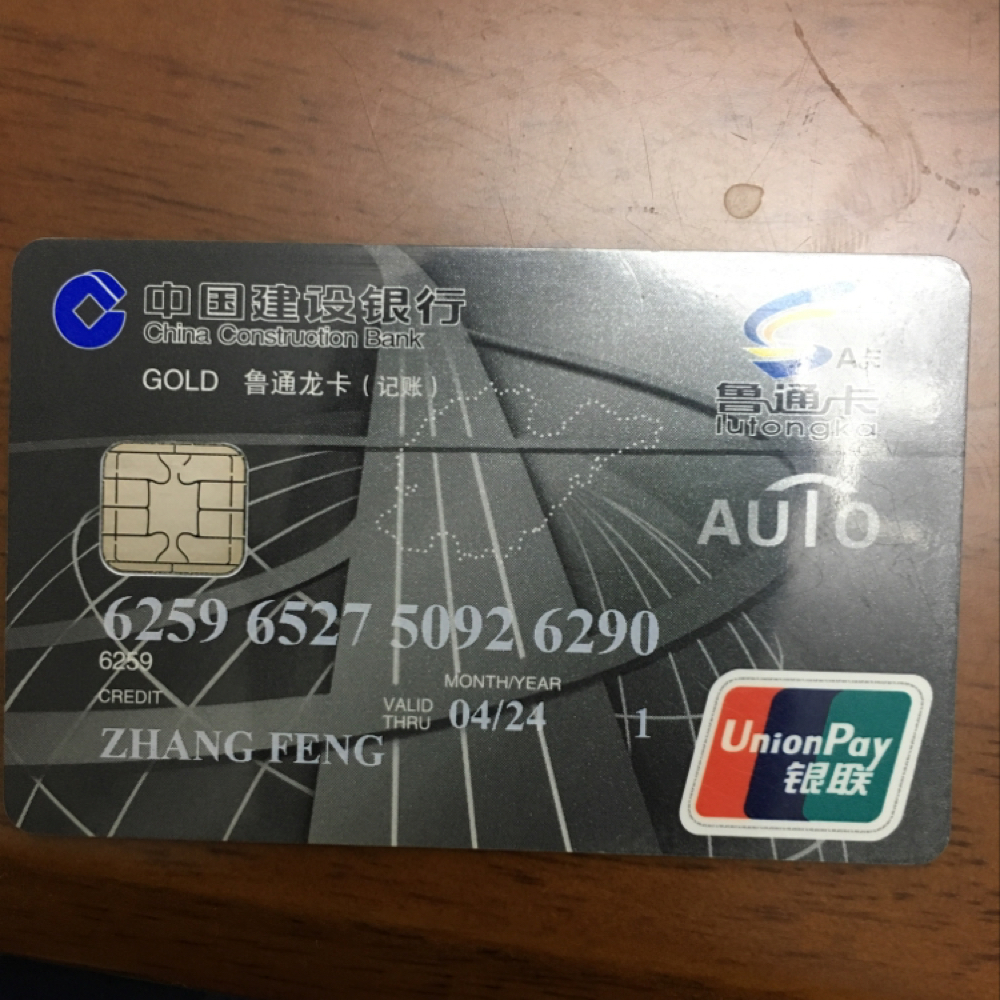 中国建设银行
China Construction Bank
GOLD 鲁通龙卡(记账)
A卡
鲁通卡
lutongka
AUTO
6259 6527 5092 6290
6259
CREDIT
MONTH/YEAR
VALID THRU 04/24 1
ZHANG FENG
UnionPay
银联